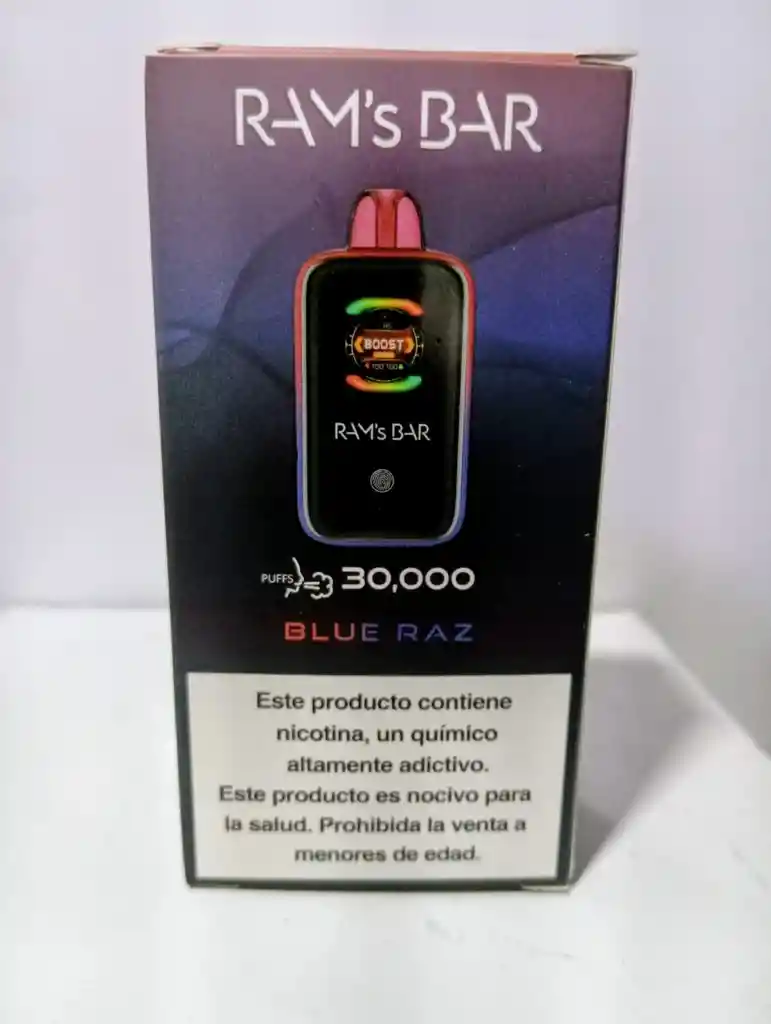 RAM's BAR
BOOST
RAM's BAR
PUFFS 30,000
BLUE RAZ
Este producto contiene
nicotina, un químico
altamente adictivo.
Este producto es nocivo para
la salud. Prohibida la venta a
menores de edad.